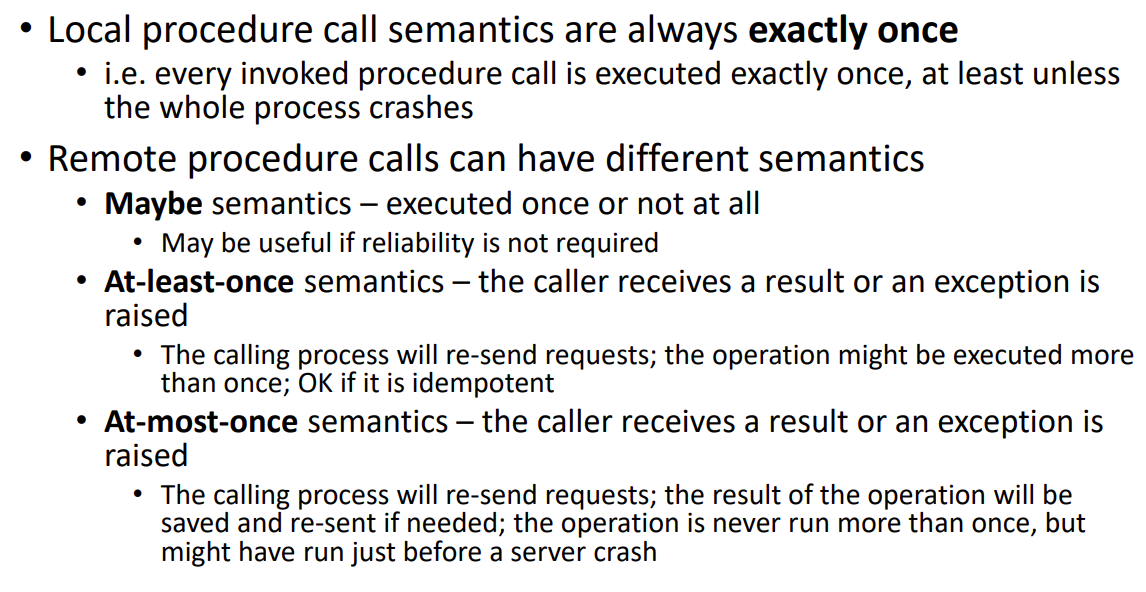 • Local procedure call semantics are always exactly once
• i.e. every invoked procedure call is executed exactly once, at least unless
the whole process crashes
• Remote procedure calls can have different semantics
• Maybe semantics – executed once or not at all
• May be useful if reliability is not required
• At-least-once semantics – the caller receives a result or an exception is
raised
• The calling process will re-send requests; the operation might be executed more
than once; OK if it is idempotent
• At-most-once semantics – the caller receives a result or an exception is
raised
• The calling process will re-send requests; the result of the operation will be
saved and re-sent if needed; the operation is never run more than once, but
might have run just before a server crash